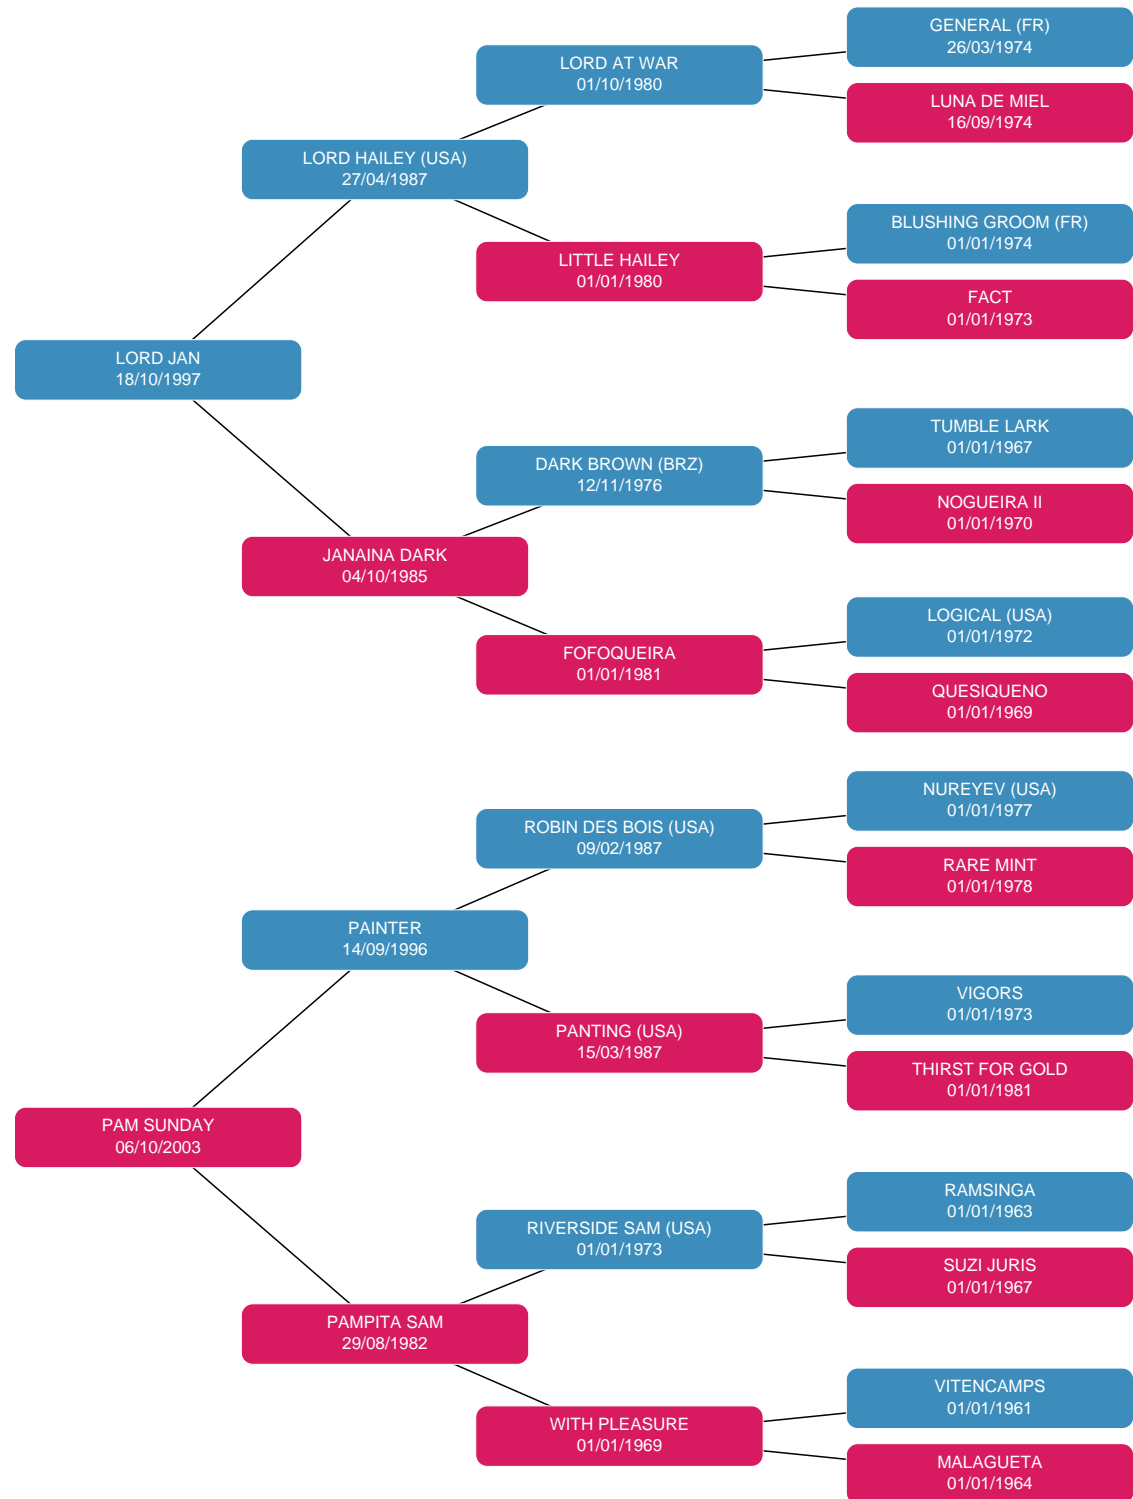 GENERAL (FR)
26/03/1974
LORD AT WAR
01/10/1980
LUNA DE MIEL
16/09/1974
LORD HAILEY (USA)
27/04/1987
BLUSHING GROOM (FR)
01/01/1974
LITTLE HAILEY
01/01/1980
FACT
01/01/1973
LORD JAN
18/10/1997
TUMBLE LARK
01/01/1967
DARK BROWN (BRZ)
12/11/1976
NOGUEIRA II
01/01/1970
JANAINA DARK
04/10/1985
LOGICAL (USA)
01/01/1972
FOFOQUEIRA
01/01/1981
QUESIQUENO
01/01/1969
NUREYEV (USA)
01/01/1977
ROBIN DES BOIS (USA)
09/02/1987
RARE MINT
01/01/1978
PAINTER
14/09/1996
VIGORS
01/01/1973
PANTING (USA)
15/03/1987
THIRST FOR GOLD
01/01/1981
PAM SUNDAY
06/10/2003
RAMSINGA
01/01/1963
RIVERSIDE SAM (USA)
01/01/1973
SUZI JURIS
01/01/1967
PAMPITA SAM
29/08/1982
VITENCAMPS
01/01/1961
WITH PLEASURE
01/01/1969
MALAGUETA
01/01/1964